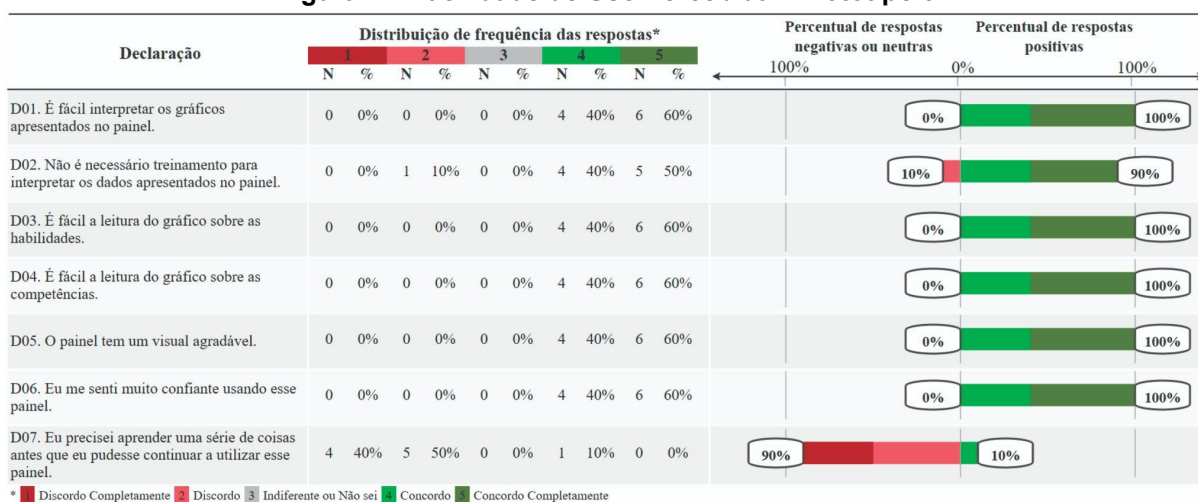 Declaração
Distribuição de frequência das respostas*
Percentual de respostas
negativas ou neutras
Percentual de respostas
positivas
1 2 3 4 5
N % N % N % N % N %
100% 0% 100%
D01. É fácil interpretar os gráficos
apresentados no painel.
0 0% 0 0% 0 0% 4 40% 6 60%
0% 100%
D02. Não é necessário treinamento para
interpretar os dados apresentados no painel.
0 0% 1 10% 0 0% 4 40% 5 50%
10% 90%
D03. É fácil a leitura do gráfico sobre as
habilidades.
0 0% 0 0% 0 0% 4 40% 6 60%
0% 100%
D04. É fácil a leitura do gráfico sobre as
competências.
0 0% 0 0% 0 0% 4 40% 6 60%
0% 100%
D05. O painel tem um visual agradável.
0 0% 0 0% 0 0% 4 40% 6 60%
0% 100%
D06. Eu me senti muito confiante usando esse
painel.
0 0% 0 0% 0 0% 4 40% 6 60%
0% 100%
D07. Eu precisei aprender uma série de coisas
antes que eu pudesse continuar a utilizar esse
painel.
4 40% 5 50% 0 0% 1 10% 0 0%
90% 10%
* 1 Discordo Completamente 2 Discordo 3 Indiferente ou Não sei 4 Concordo 5 Concordo Completamente